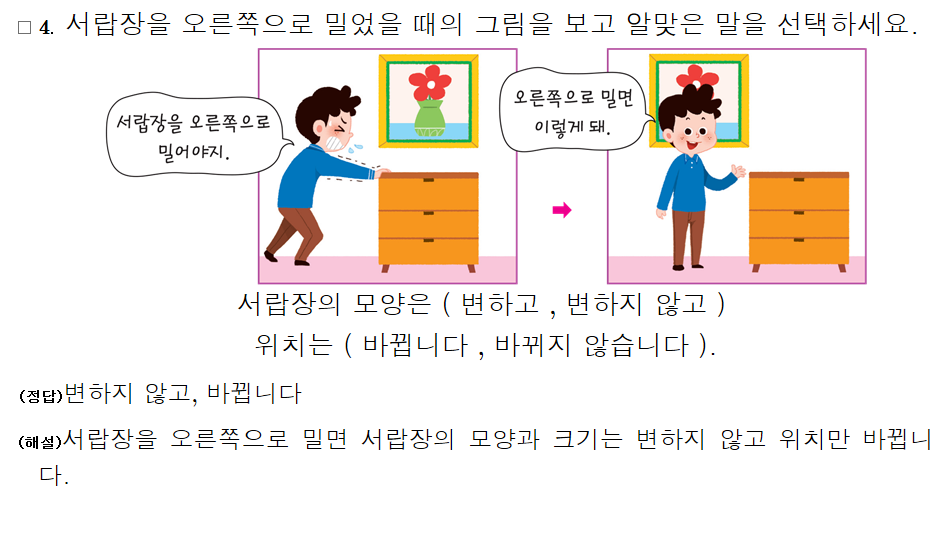 □ 4. 서랍장을 오른쪽으로 밀었을 때의 그림을 보고 알맞은 말을 선택하세요.
서랍장을 오른쪽으로
밀어야지.
오른쪽으로 밀면
이렇게 돼.
서랍장의 모양은 ( 변하고 , 변하지 않고 )
위치는 ( 바뀝니다 , 바뀌지 않습니다 ).
(정답)변하지 않고, 바뀝니다
(해설)서랍장을 오른쪽으로 밀면 서랍장의 모양과 크기는 변하지 않고 위치만 바뀝니
다.